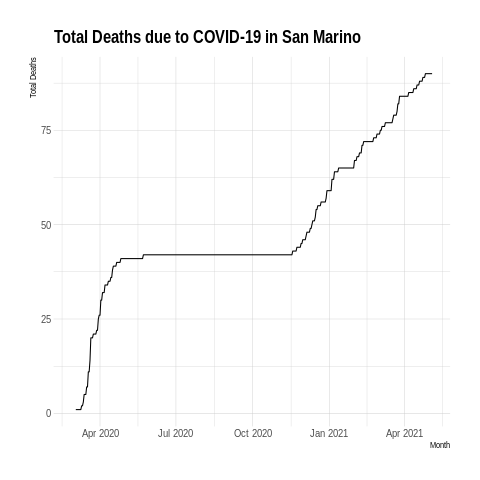 Total Deaths due to COVID-19 in San Marino
Total Deaths
75
50
25
0
Apr 2020
Jul 2020
Oct 2020
Jan 2021
Apr 2021
Month